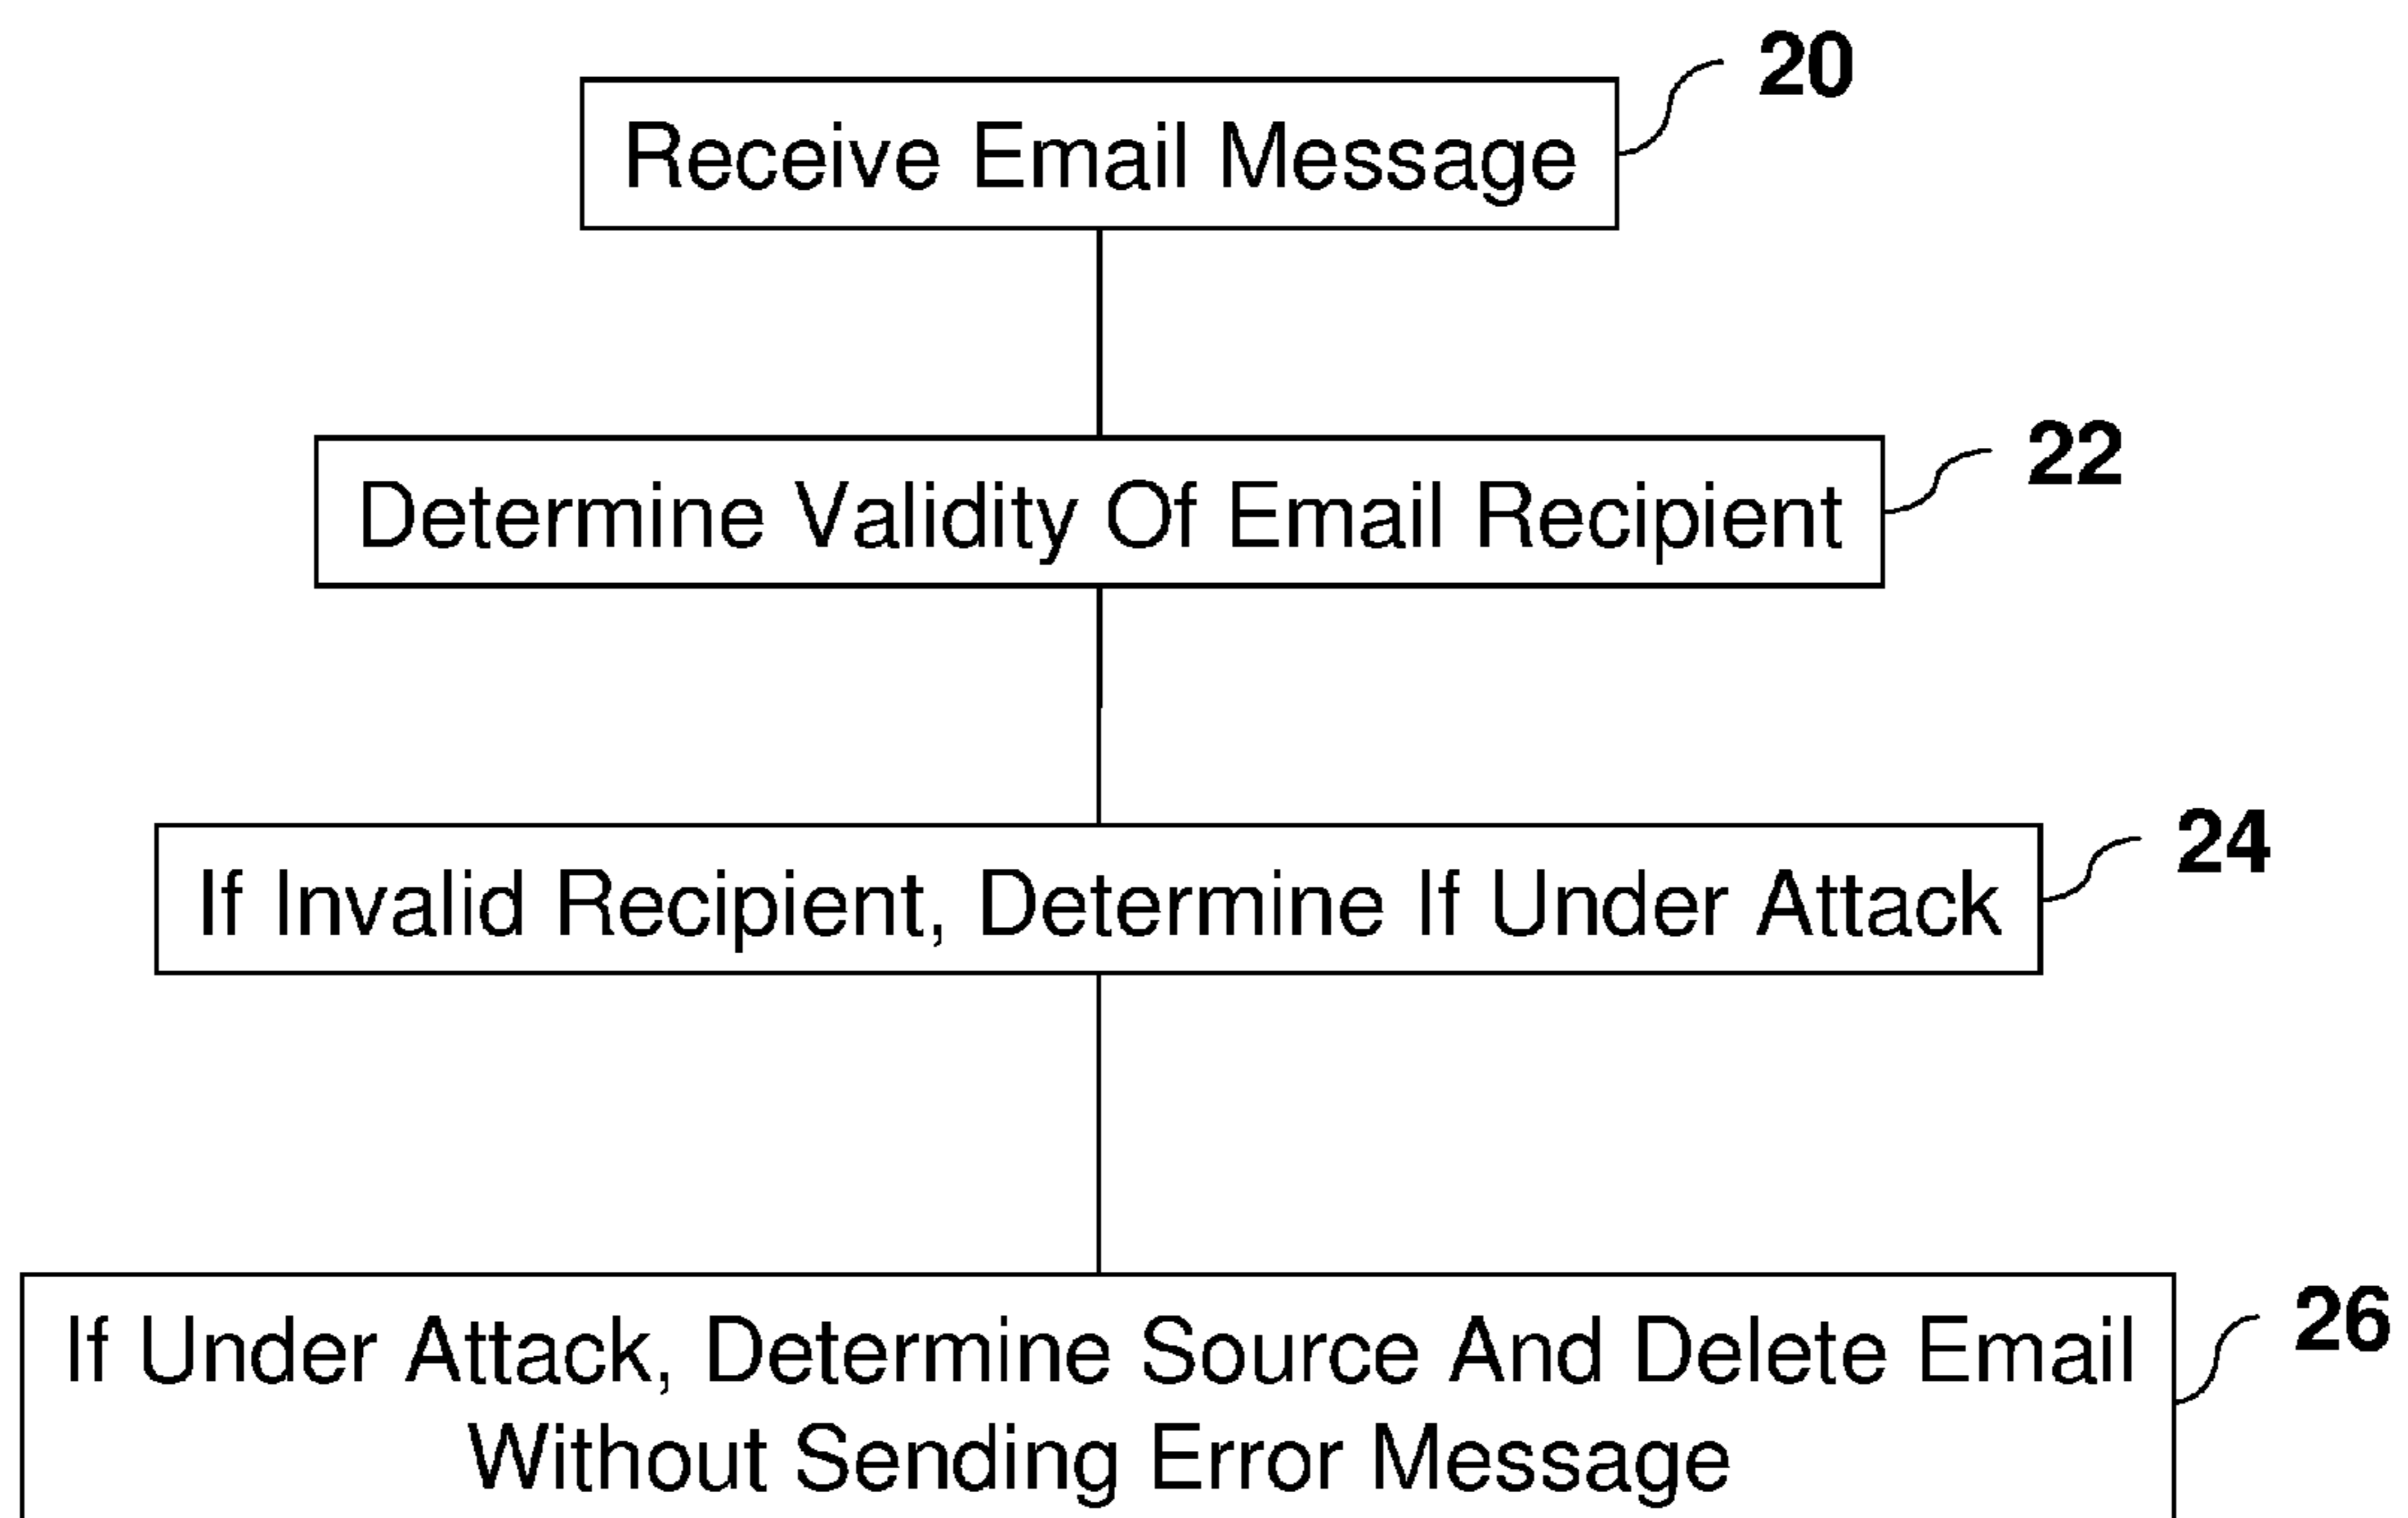 20
Receive Email Message
22
Determine Validity Of Email Recipient
24
If Invalid Recipient, Determine If Under Attack
26
If Under Attack, Determine Source And Delete Email
Without Sending Error Message